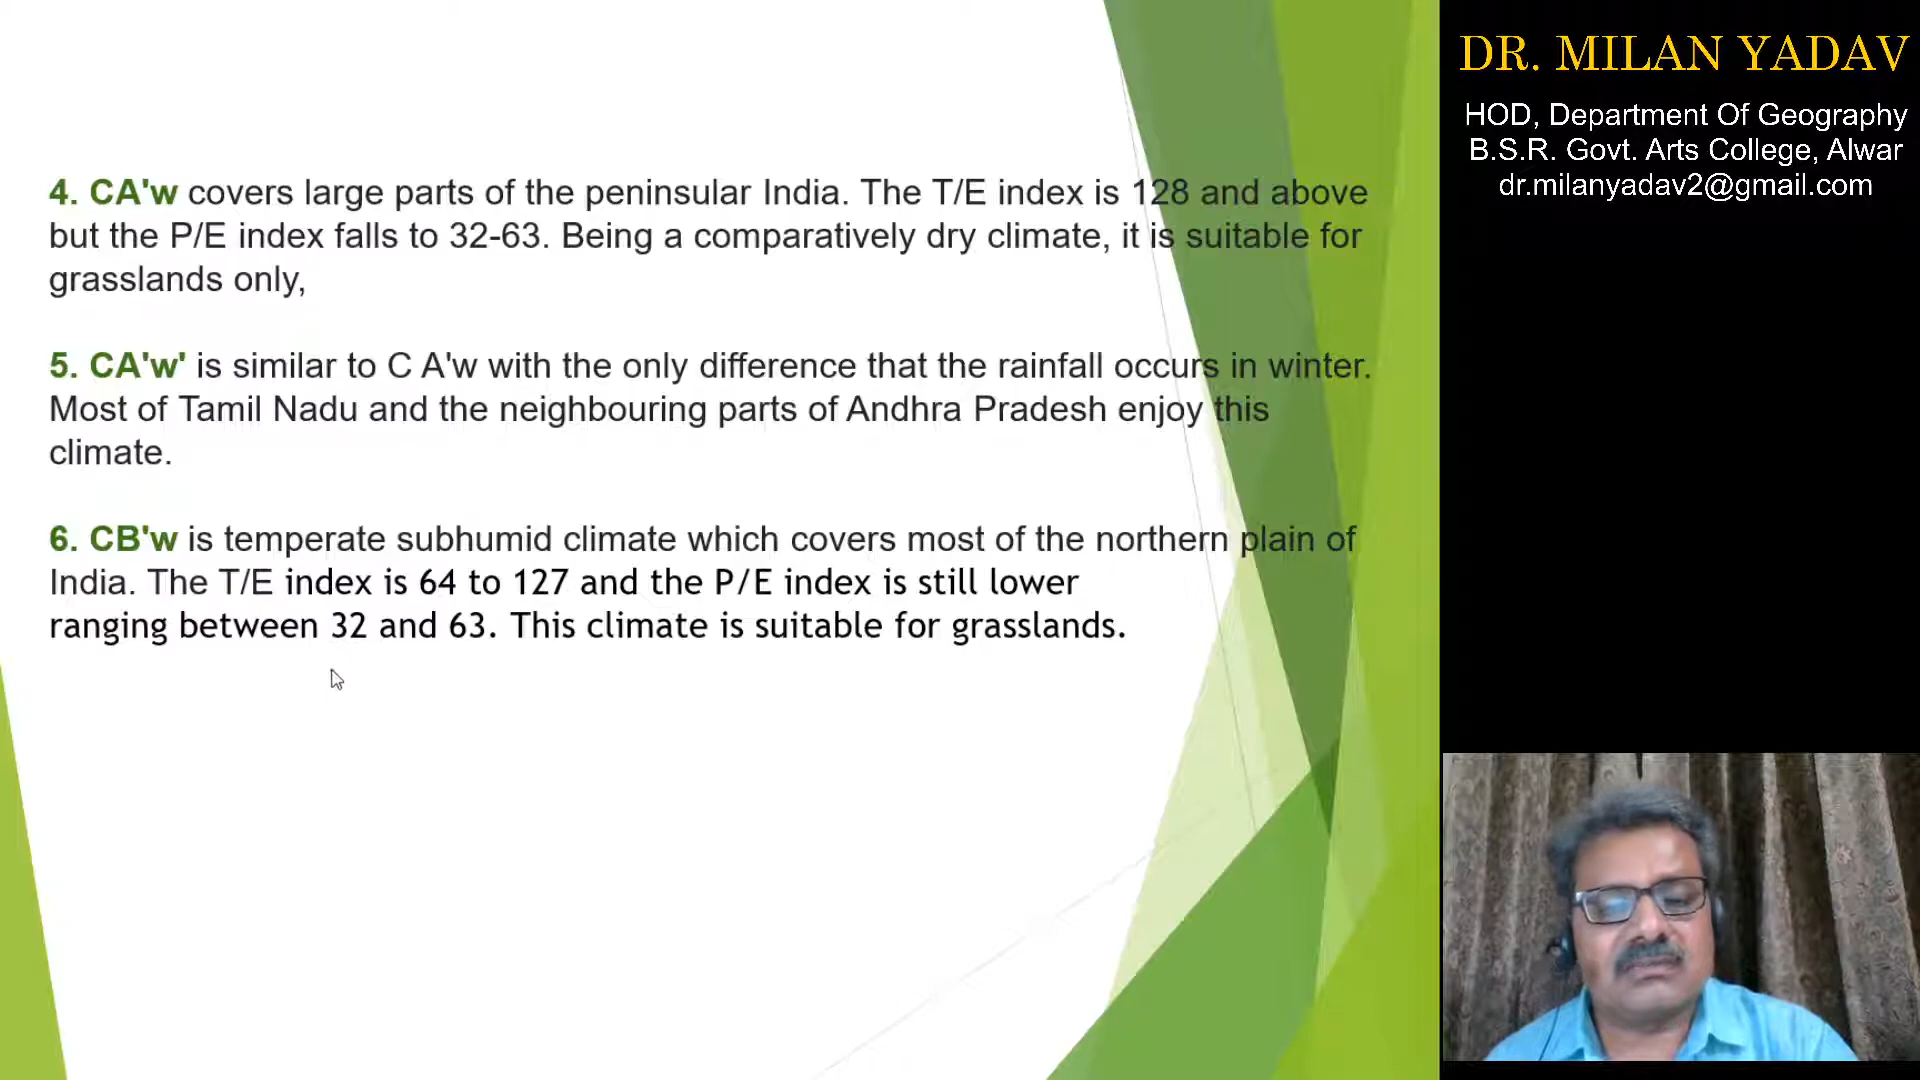 4. CA'w covers large parts of the peninsular India. The T/E index is 128 and above
but the P/E index falls to 32-63. Being a comparatively dry climate, it is suitable for
grasslands only,
5. CA'w' is similar to C A'w with the only difference that the rainfall occurs in winter.
Most of Tamil Nadu and the neighbouring parts of Andhra Pradesh enjoy this
climate.
6. CB'w is temperate subhumid climate which covers most of the northern plain of
India. The T/E index is 64 to 127 and the P/E index is still lower
ranging between 32 and 63. This climate is suitable for grasslands.
DR. MILAN YADAV
HOD, Department Of Geography
B.S.R. Govt. Arts College, Alwar
dr.milanyadav2@gmail.com